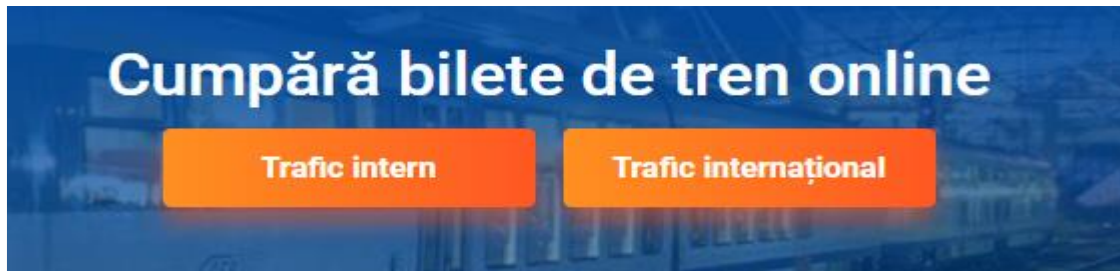 Cumpără bilete de tren online
Trafic intern
Trafic internațional